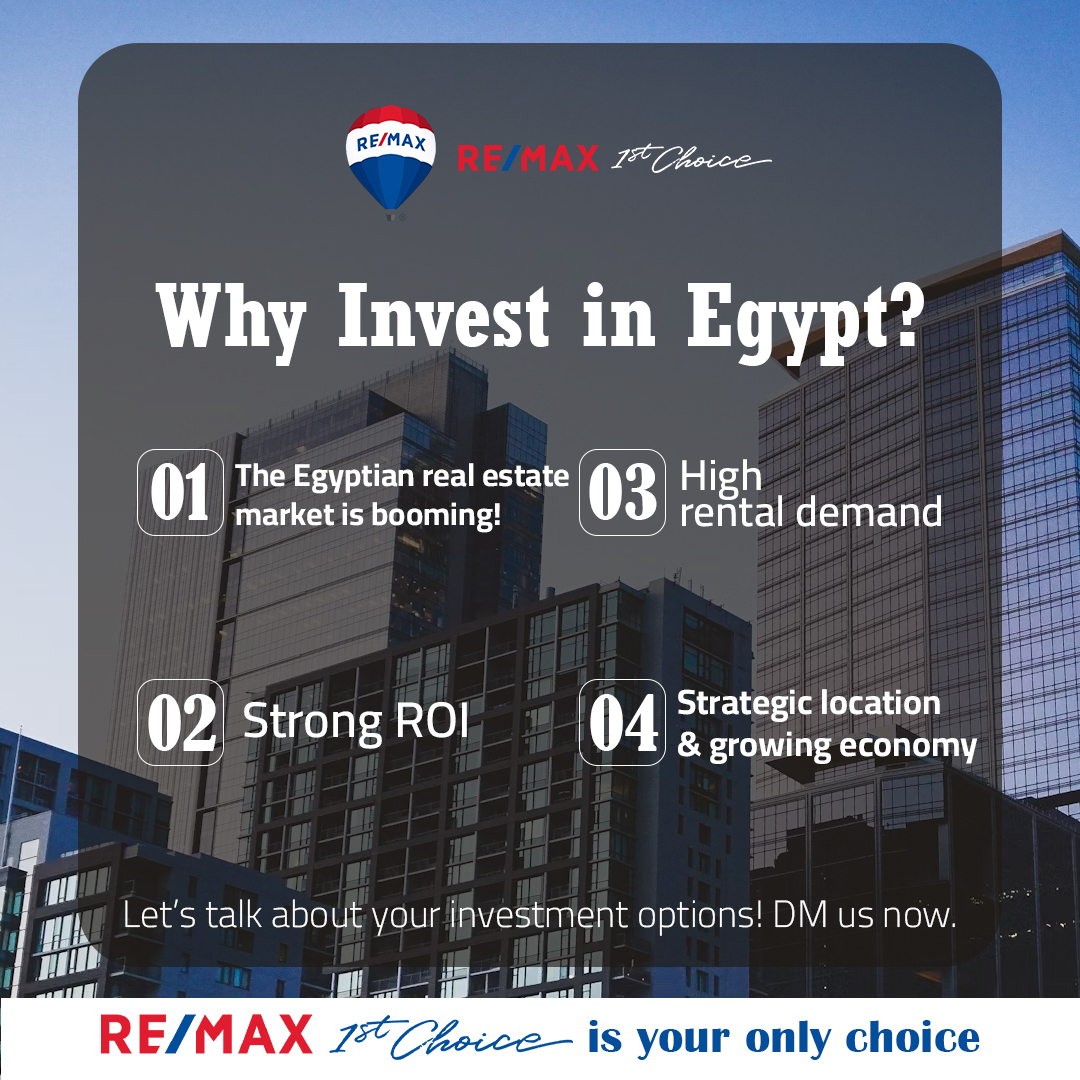 RE/MAX
RE/MAX 1st Choice
Why Invest in Egypt?
01
The Egyptian real estate
market is booming!
02
Strong ROI
03
High
rental demand
04
Strategic location
& growing economy
Let's talk about your investment options! DM us now.
RE/MAX 1st Choice is your only choice